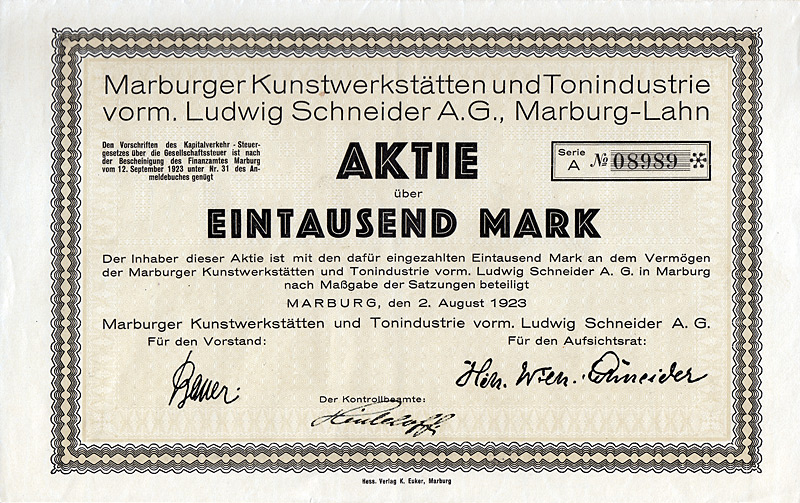 Marburger Kunstwerkstätten und Tonindustrie
vorm. Ludwig Schneider A.G., Marburg-Lahn
Den Vorschriften des Kapitalverkehr-Steuer-
gesetzes über die Gesellschaftssteuer ist nach
der Bescheinigung des Finanzamtes Marburg
vom 12. September 1923 unter Nr. 31 des An-
meldebuches genügt
AKTIE
Serie
A № 08989
über
EINTAUSEND MARK
Der Inhaber dieser Aktie ist mit den dafür eingezahlten Eintausend Mark an dem Vermögen
der Marburger Kunstwerkstätten und Tonindustrie vorm. Ludwig Schneider A. G. in Marburg
nach Maßgabe der Satzungen beteiligt
MARBURG, den 2. August 1923
Marburger Kunstwerkstätten und Tonindustrie vorm. Ludwig Schneider A. G.
Für den Vorstand:
Für den Aufsichtsrat:
Schneider
Der Kontrollbeamte:
Hess. Verlag K. Euker, Marburg